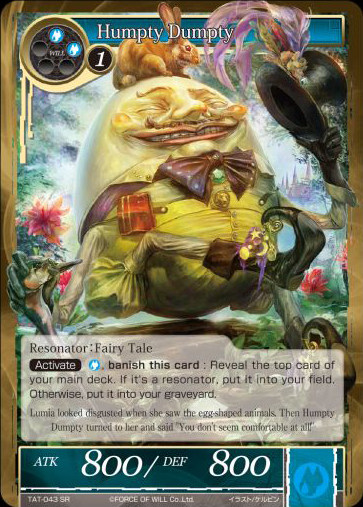 Humpty Dumpty
WILL
1
Resonator : Fairy Tale
Activate , banish this card : Reveal the top card of
your main deck. If it's a resonator, put it into your field.
Otherwise, put it into your graveyard.
Lumia looked disgusted when she saw the egg-shaped animals. Then Humpty
Dumpty turned to her and said "You don't seem comfortable at all!"
ATK 800/ DEF 800
TAT-043 SR ©FORCE OF WILL Co.,Ltd. イラスト/ケルビン